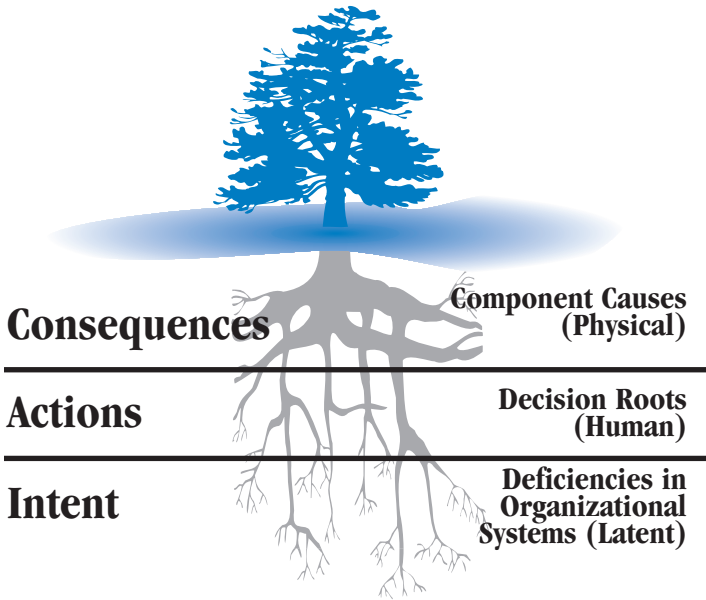 Consequences
Component Causes
(Physical)
Actions
Decision Roots
(Human)
Intent
Deficiencies in
Organizational
Systems (Latent)